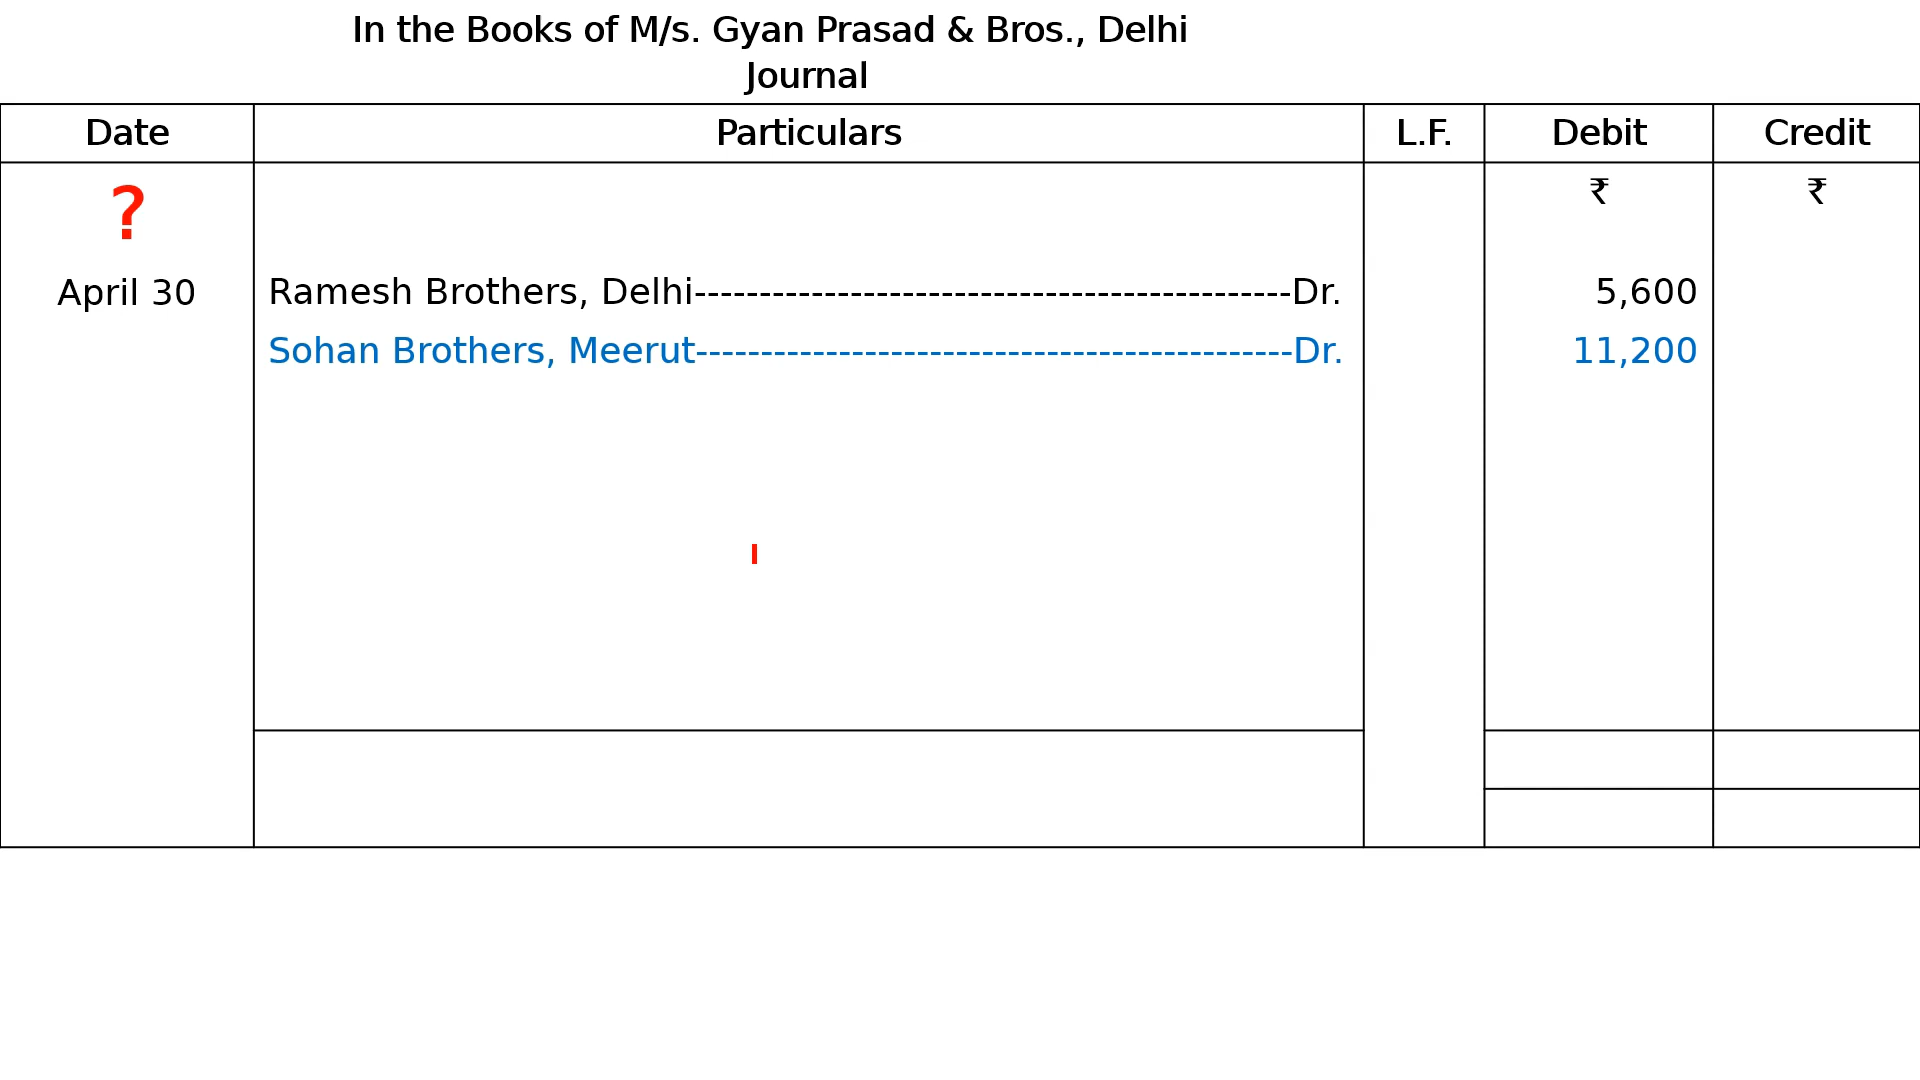 In the Books of M/s. Gyan Prasad & Bros., Delhi
Journal
Date Particulars L.F. Debit Credit
? ₹ ₹
April 30 Ramesh Brothers, Delhi----------------------------------------------Dr. 5,600
Sohan Brothers, Meerut----------------------------------------------Dr. 11,200